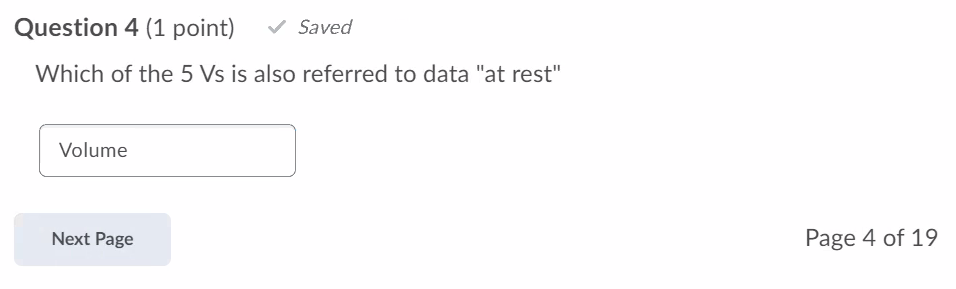 Question 4 (1 point) ✓ Saved
Which of the 5 Vs is also referred to data "at rest"
Volume
Next Page
Page 4 of 19